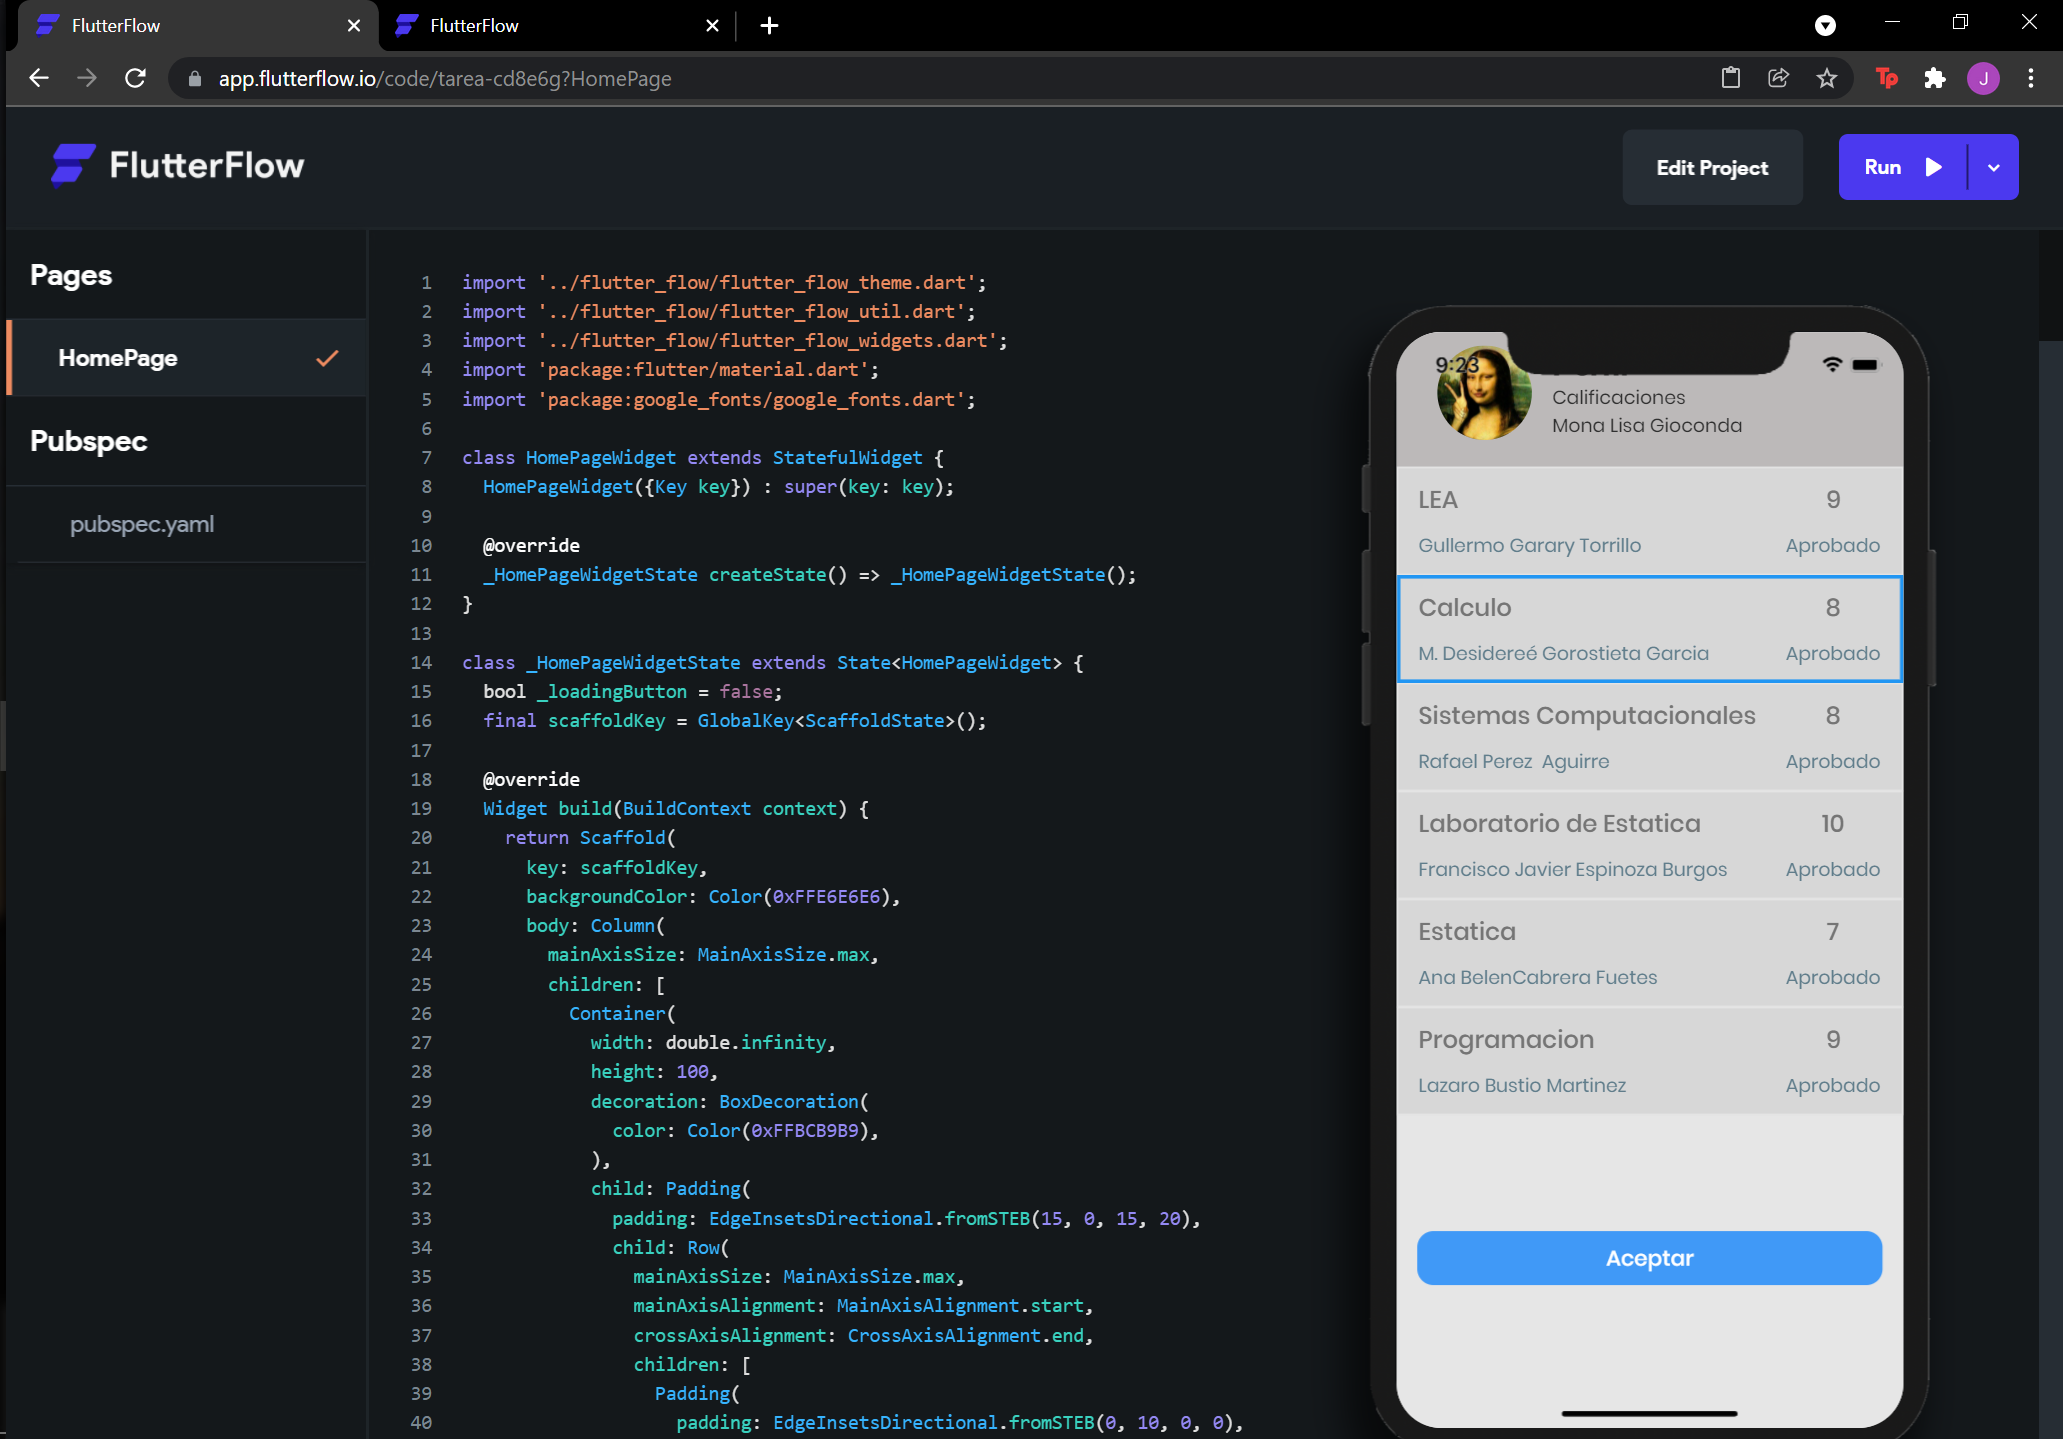 FlutterFlow
FlutterFlow
app.flutterflow.io/code/tarea-cd8e6g?HomePage
Tp
J
FlutterFlow
Edit Project
Run
Pages
HomePage
Pubspec
pubspec.yaml
1 import '../flutter_flow/flutter_flow_theme.dart';
2 import '../flutter_flow/flutter_flow_util.dart';
3 import '../flutter_flow/flutter_flow_widgets.dart';
4 import 'package:flutter/material.dart';
5 import 'package:google_fonts/google_fonts.dart';
6
7 class HomePageWidget extends StatefulWidget {
8 HomePageWidget({Key key}) : super(key: key);
9
10 @override
11 _HomePageWidgetState createState() => _HomePageWidgetState();
12 }
13
14 class _HomePageWidgetState extends State<HomePageWidget> {
15 bool _loadingButton = false;
16 final scaffoldKey = GlobalKey<ScaffoldState>();
17
18 @override
19 Widget build(BuildContext context) {
20 return Scaffold(
21 key: scaffoldKey,
22 backgroundColor: Color(0xFFE6E6E6),
23 body: Column(
24 mainAxisSize: MainAxisSize.max,
25 children: [
26 Container(
27 width: double.infinity,
28 height: 100,
29 decoration: BoxDecoration(
30 color: Color(0xFFBCB9B9),
31 ),
32 child: Padding(
33 padding: EdgeInsetsDirectional.fromSTEB(15, 0, 15, 20),
34 child: Row(
35 mainAxisSize: MainAxisSize.max,
36 mainAxisAlignment: MainAxisAlignment.start,
37 crossAxisAlignment: CrossAxisAlignment.end,
38 children: [
39 Padding(
40 padding: EdgeInsetsDirectional.fromSTEB(0, 10, 0, 0),
9:23
Calificaciones
Mona Lisa Gioconda
LEA 9
Gullermo Garary Torrillo Aprobado
Calculo 8
M. Desidereé Gorostieta Garcia Aprobado
Sistemas Computacionales 8
Rafael Perez  Aguirre Aprobado
Laboratorio de Estatica 10
Francisco Javier Espinoza Burgos Aprobado
Estatica 7
Ana BelenCabrera Fuetes Aprobado
Programacion 9
Lazaro Bustio Martinez Aprobado
Aceptar